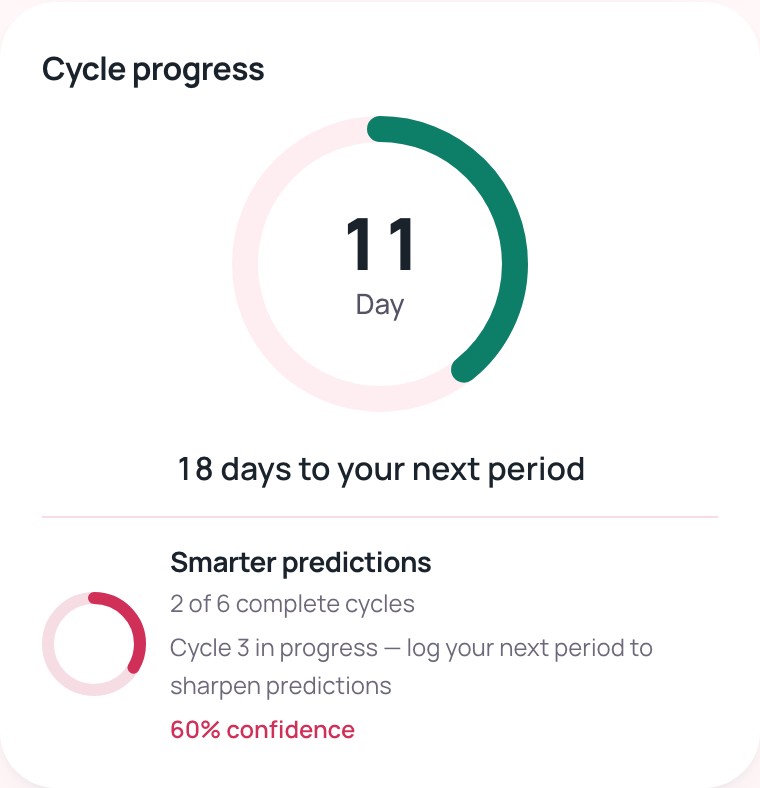 Cycle progress
11
Day
18 days to your next period
Smarter predictions
2 of 6 complete cycles
Cycle 3 in progress — log your next period to
sharpen predictions
60% confidence